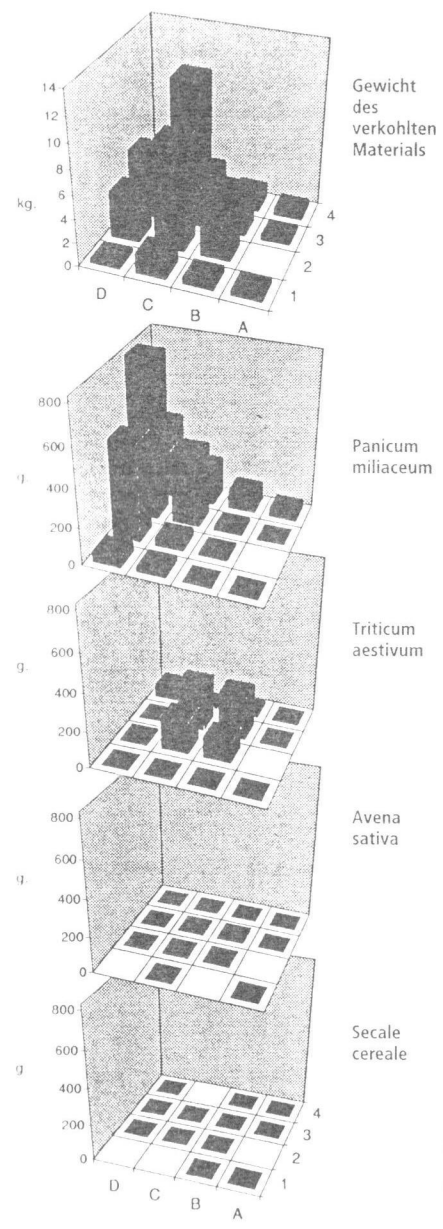 14
12
10
8
6
4
2
0
kg.
D
C
B
A
1
2
3
4
Gewicht
des
verkohlten
Materials
800
600
400
200
0
g.
Panicum
miliaceum
800
600
400
200
0
g.
Triticum
aestivum
800
600
400
200
0
g.
Avena
sativa
800
600
400
200
0
g
D
C
B
A
1
2
3
4
Secale
cereale